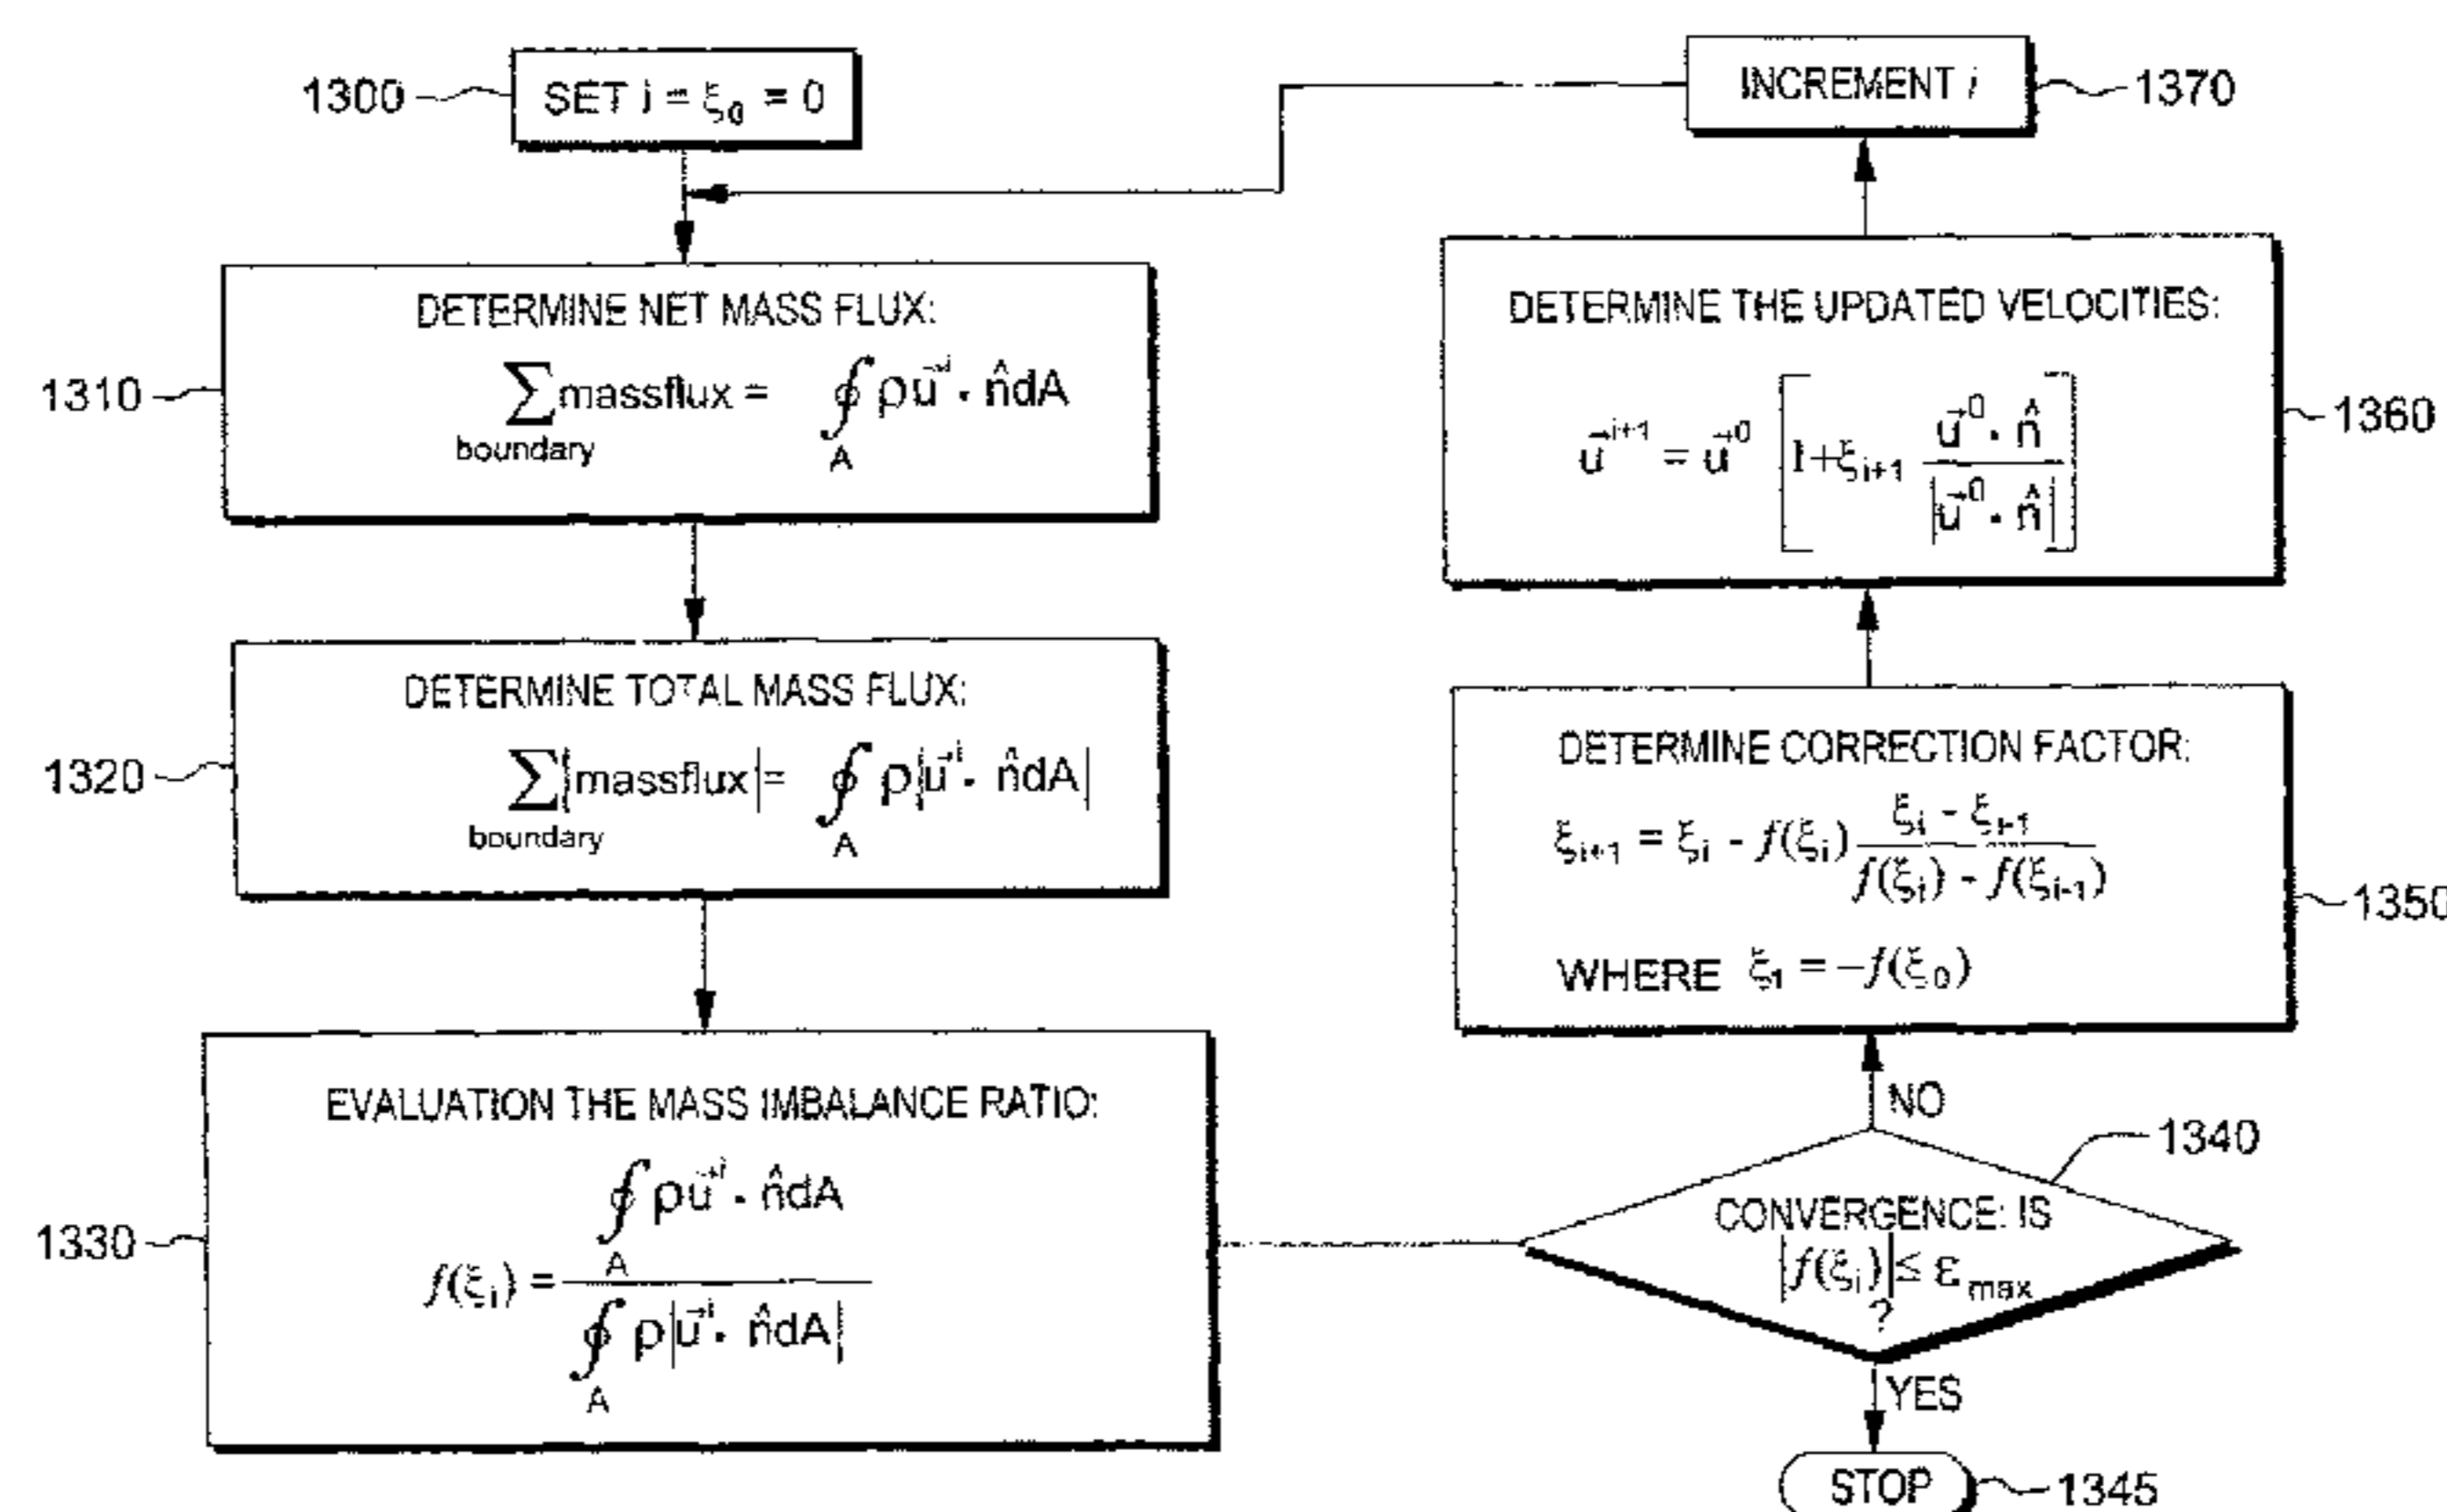 1300
SET i = ξ₀ = 0
DETERMINE NET MASS FLUX:
∑ massflux = ∮ ρu⃗ⁱ · n̂dA
boundary A
1310
DETERMINE TOTAL MASS FLUX:
∑|massflux| = ∮ ρ|u⃗ⁱ · n̂dA|
boundary A
1320
EVALUATION THE MASS IMBALANCE RATIO:
∮ ρu⃗ⁱ · n̂dA
A
f(ξᵢ) =
∮ ρ|u⃗ⁱ · n̂dA|
A
1330
CONVERGENCE: IS
|f(ξᵢ)| ≤ ε max
?
1340
YES
STOP
1345
NO
DETERMINE CORRECTION FACTOR:
ξᵢ₊₁ = ξᵢ - f(ξᵢ) (ξᵢ - ξᵢ₋₁) / (f(ξᵢ) - f(ξᵢ₋₁))
WHERE ξ₁ = –f(ξ₀)
1350
DETERMINE THE UPDATED VELOCITIES:
u⃗ⁱ⁺¹ = u⃗⁰ [1+ξᵢ₊₁ u⃗⁰ · n̂ / |u⃗⁰ · n̂|]
1360
INCREMENT i
1370